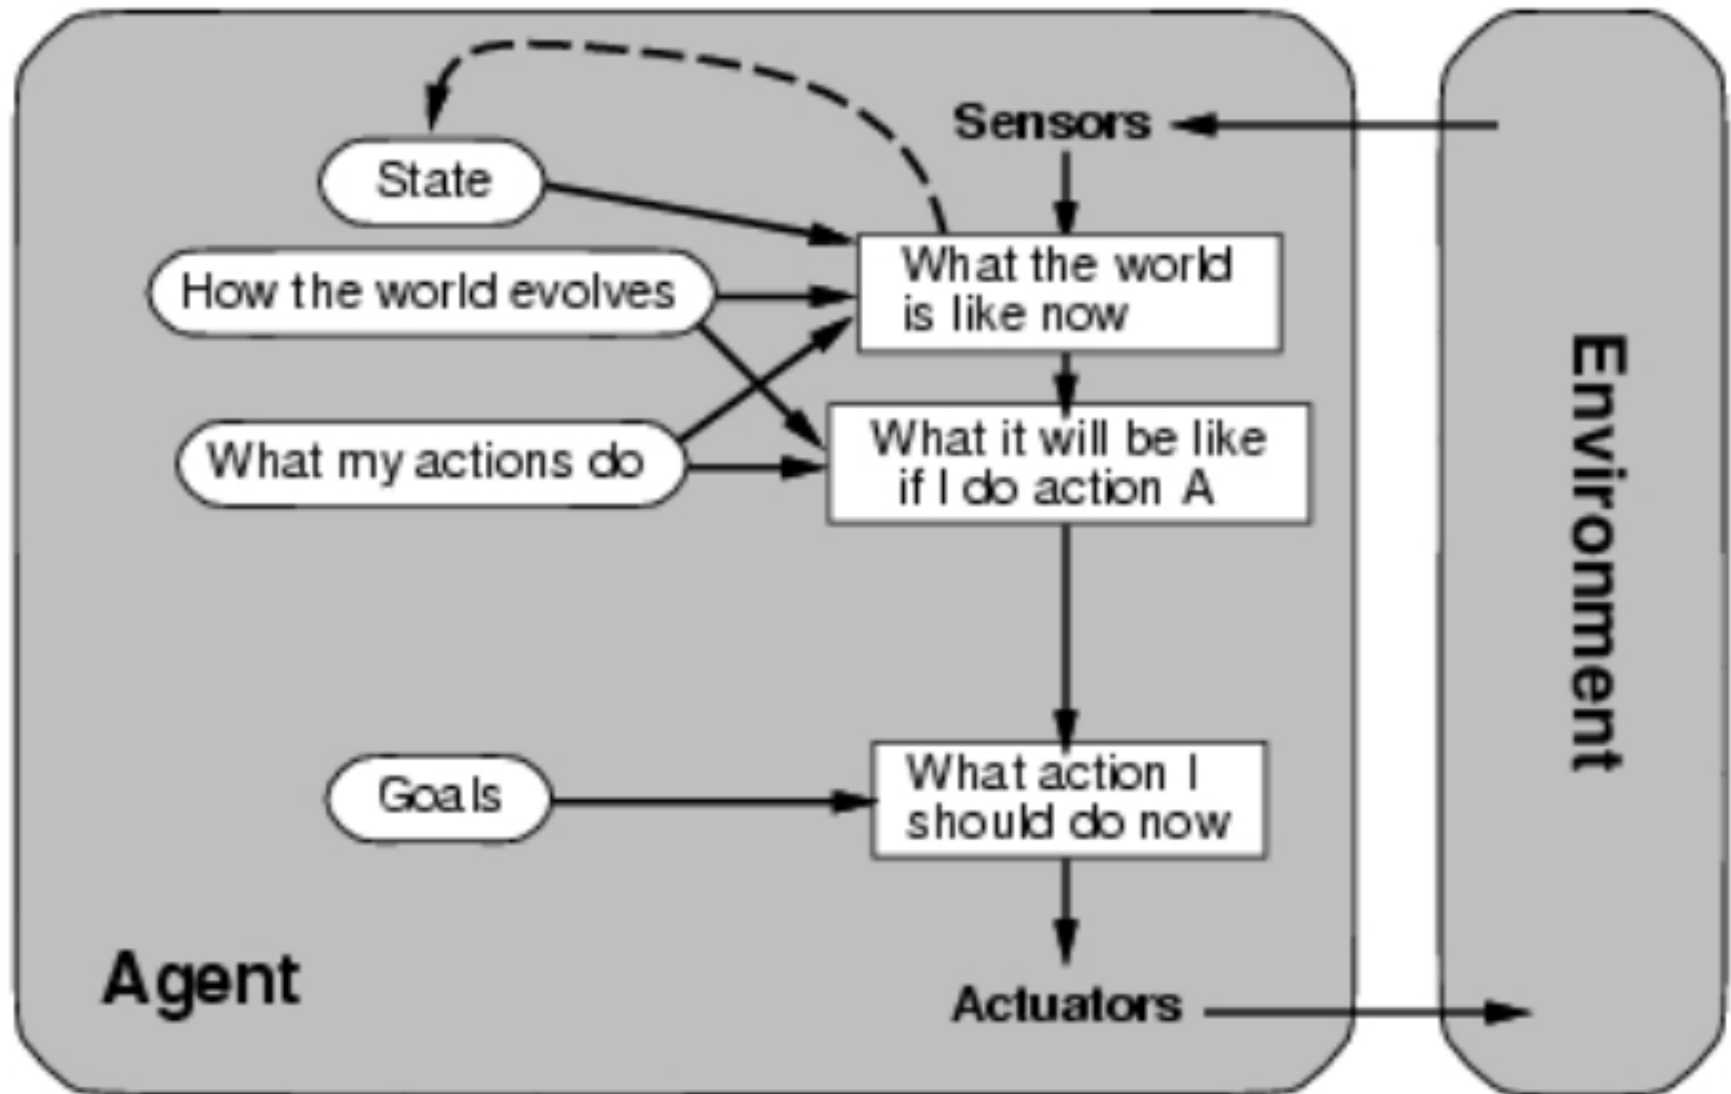 Sensors
State
What the world
is like now
How the world evolves
What it will be like
if I do action A
What my actions do
Goals
What action I
should do now
Agent
Actuators
Environment